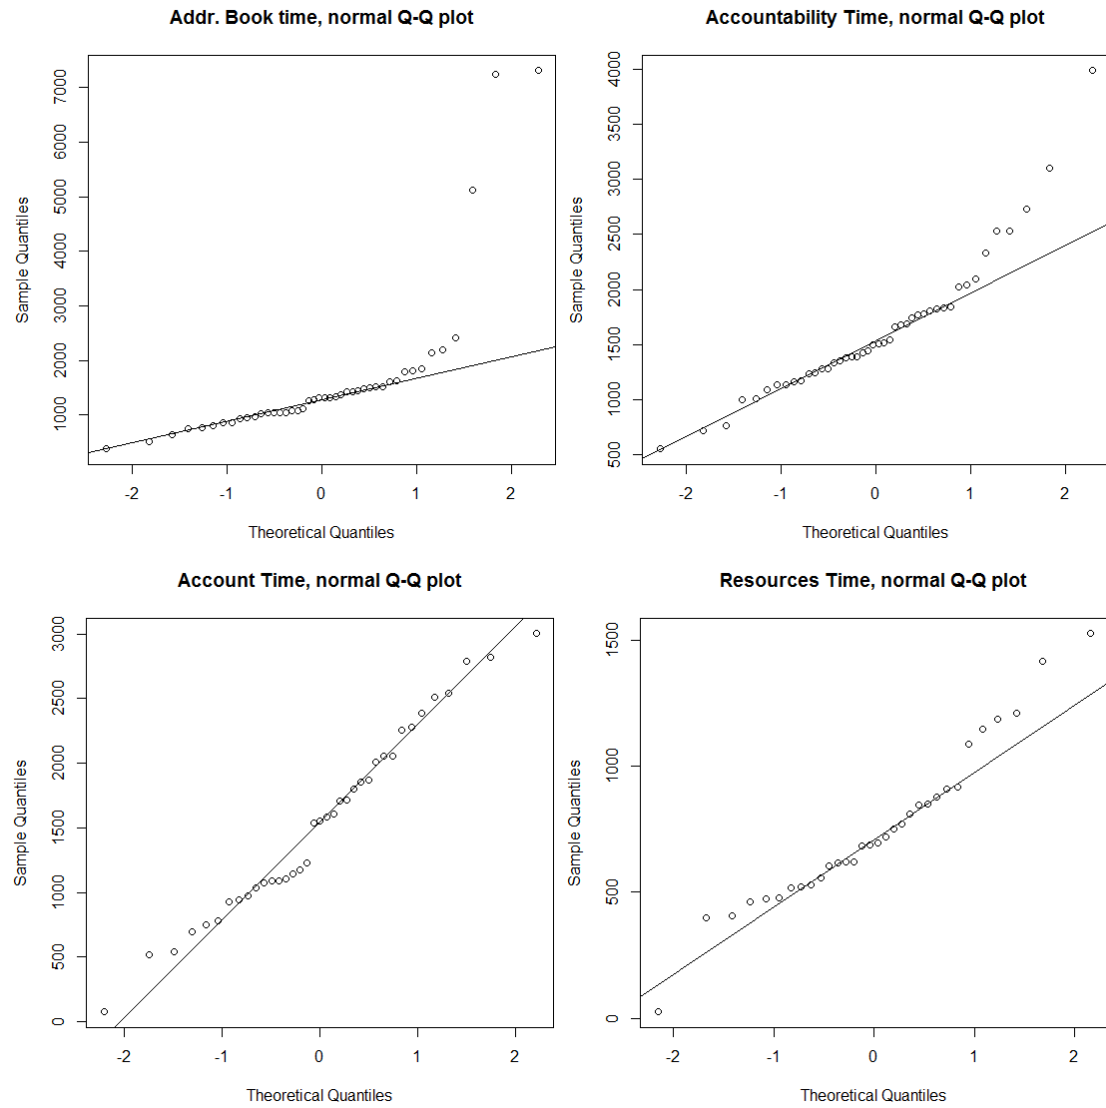 Addr. Book time, normal Q-Q plot
Sample Quantiles
7000
6000
5000
4000
3000
2000
1000
-2 -1 0 1 2
Theoretical Quantiles
Accountability Time, normal Q-Q plot
Sample Quantiles
4000
3500
3000
2500
2000
1500
1000
500
-2 -1 0 1 2
Theoretical Quantiles
Account Time, normal Q-Q plot
Sample Quantiles
3000
2500
2000
1500
1000
500
0
-2 -1 0 1 2
Theoretical Quantiles
Resources Time, normal Q-Q plot
Sample Quantiles
1500
1000
500
0
-2 -1 0 1 2
Theoretical Quantiles